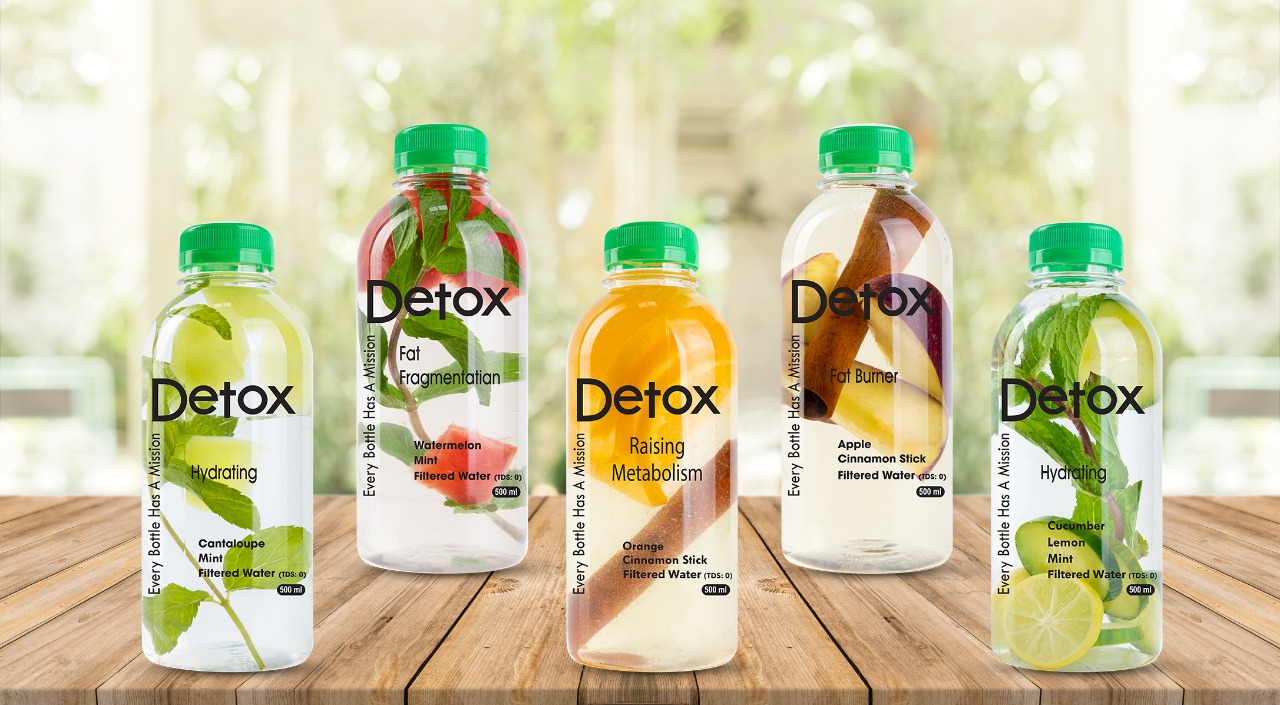 Detox
Every Bottle Has A Mission
Hydrating
Cantaloupe
Mint
Filtered Water (TDS: 0)
500 ml
Detox
Every Bottle Has A Mission
Fat
Fragmentation
Watermelon
Mint
Filtered Water (TDS: 0)
500 ml
Detox
Every Bottle Has A Mission
Raising
Metabolism
Orange
Cinnamon Stick
Filtered Water (TDS: 0)
500 ml
Detox
Every Bottle Has A Mission
Fat Burner
Apple
Cinnamon Stick
Filtered Water (TDS: 0)
500 ml
Detox
Every Bottle Has A Mission
Hydrating
Cucumber
Lemon
Mint
Filtered Water (TDS: 0)
500 ml